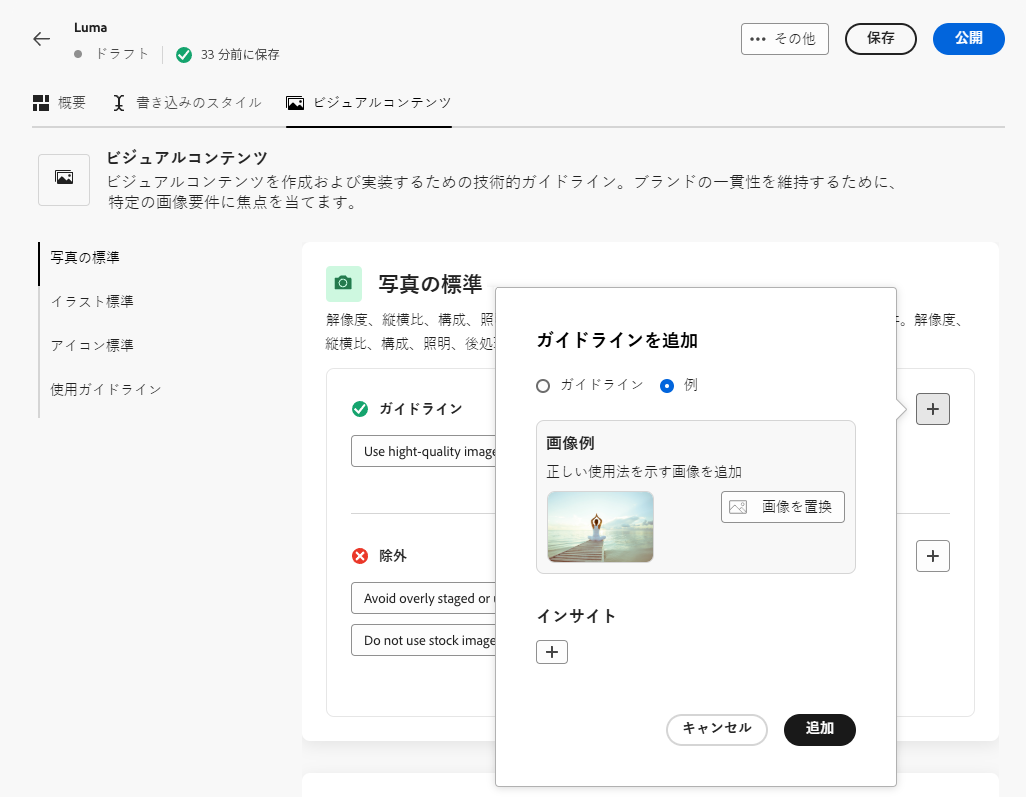 Luma
ドラフト
33 分前に保存
その他
保存
公開
概要
書き込みのスタイル
ビジュアルコンテンツ
ビジュアルコンテンツ
ビジュアルコンテンツを作成および実装するための技術的ガイドライン。ブランドの一貫性を維持するために、
特定の画像要件に焦点を当てます。
写真の標準
イラスト標準
アイコン標準
使用ガイドライン
写真の標準
解像度、縦横比、構成、照
。解像度、
縦横比、構成、照明、後処
ガイドライン
Use hight-quality image
除外
Avoid overly staged or
Do not use stock image
ガイドラインを追加
ガイドライン
例
画像例
正しい使用法を示す画像を追加
画像を置換
インサイト
キャンセル
追加